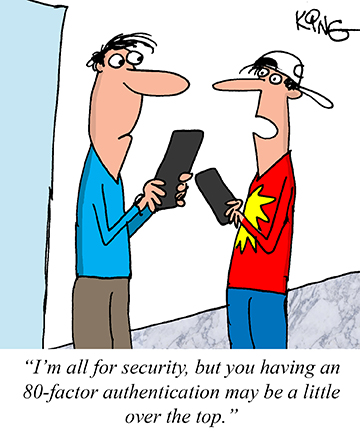 KING
“I’m all for security, but you having an
80-factor authentication may be a little
over the top.”